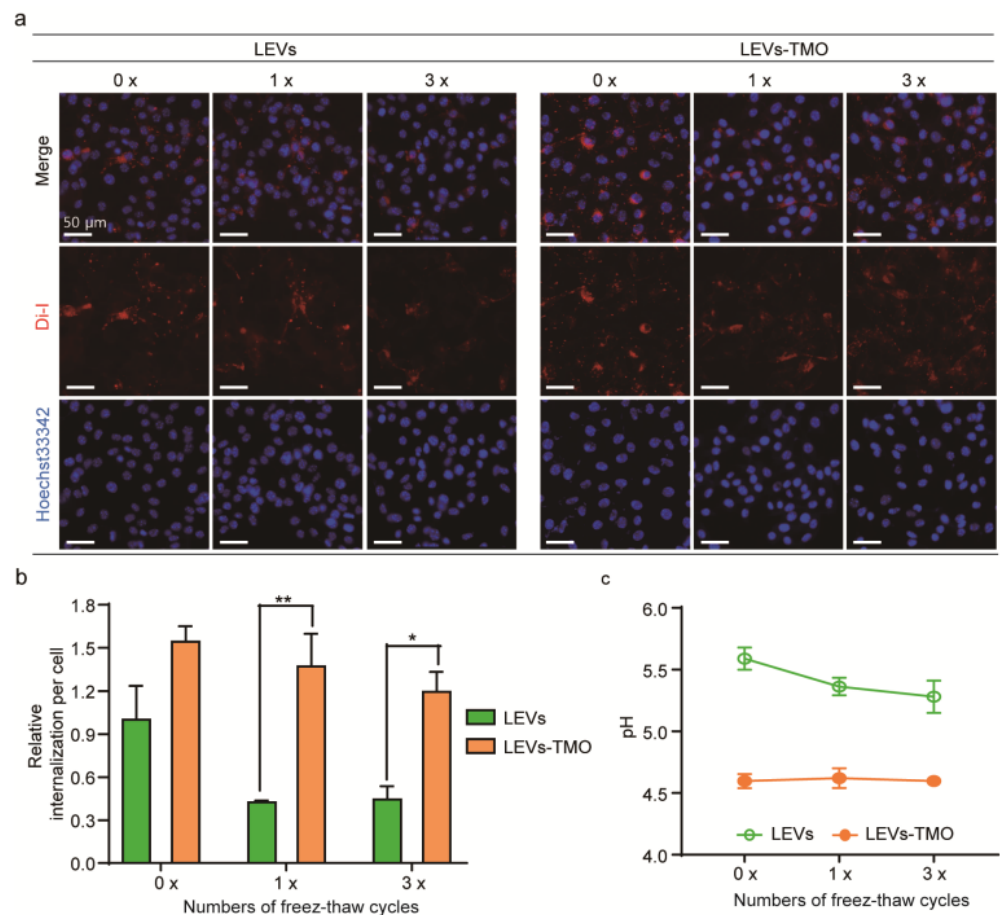 a
LEVs LEVs-TMO
0 x 1 x 3 x 0 x 1 x 3 x
Merge
50 μm
Di-I
Hoechst33342
b
Relative
internalization per cell
1.8
1.5
1.2
0.9
0.6
0.3
0.0
**
*
0 x 1 x 3 x
Numbers of freez-thaw cycles
LEVs
LEVs-TMO
c
pH
6.0
5.5
5.0
4.5
4.0
LEVs LEVs-TMO
0 x 1 x 3 x
Numbers of freez-thaw cycles